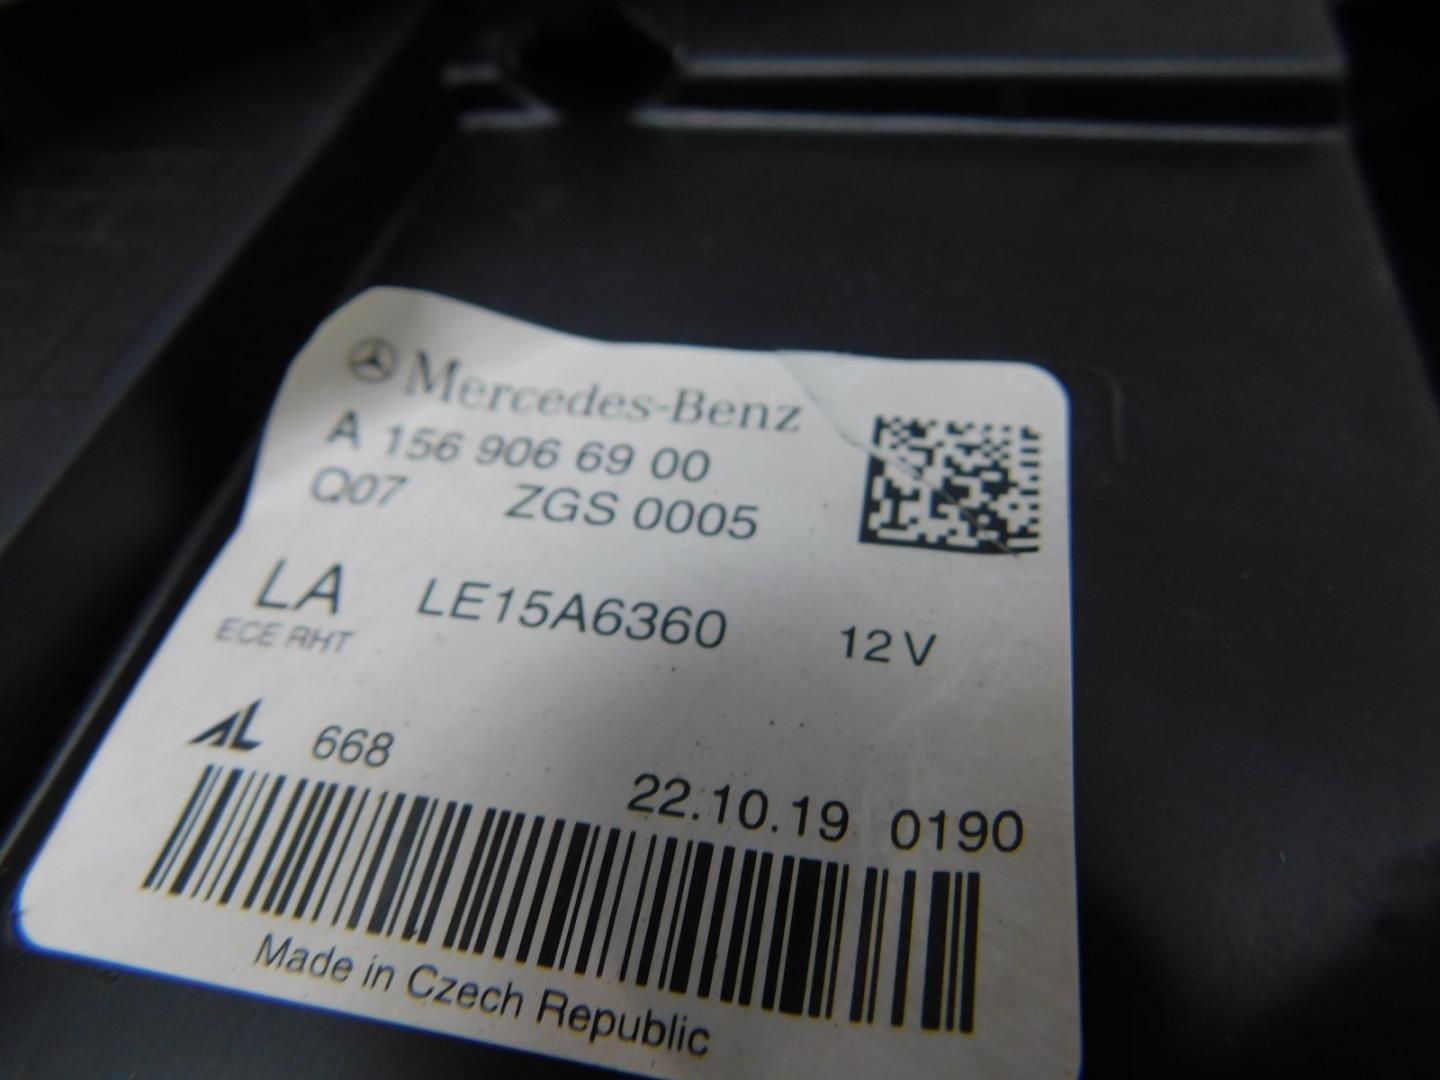 Mercedes-Benz
A 156 906 69 00
Q07 ZGS 0005
LA LE15A6360 12 V
ECE RHT
AL 668
22.10.19 0190
Made in Czech Republic